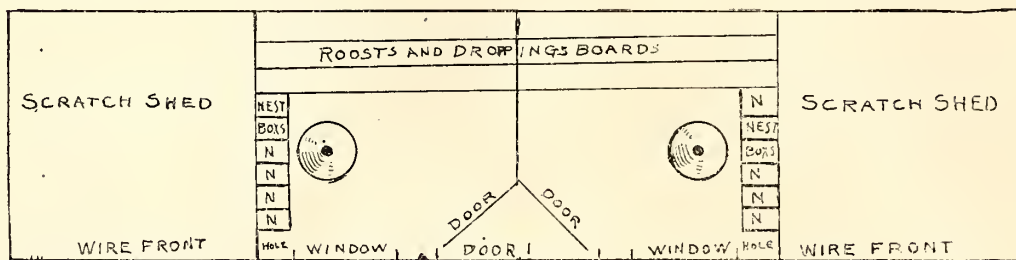 ROOSTS AND DROPPINGS BOARDS
SCRATCH SHED
NEST
BOXS
N
N
N
N
HOLE
WIRE FRONT
WINDOW
DOOR
DOOR
DOOR 1
WINDOW
N
NEST
BOXS
N
N
N
HOLE
SCRATCH SHED
WIRE FRONT